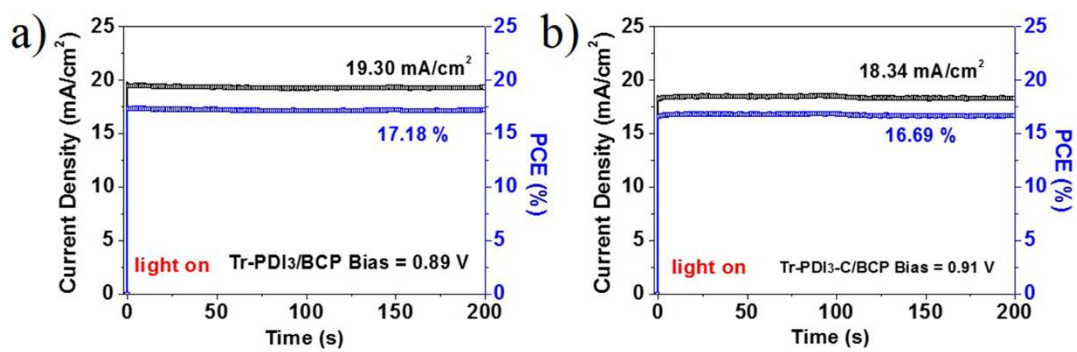 a)
Current Density (mA/cm²)
25
20
15
10
5
0
19.30 mA/cm²
17.18 %
light on
Tr-PDI₃/BCP Bias = 0.89 V
25
20
15
10
5
0
PCE (%)
0 50 100 150 200
Time (s)
b)
Current Density (mA/cm²)
25
20
15
10
5
0
18.34 mA/cm²
16.69 %
light on
Tr-PDI₃-C/BCP Bias = 0.91 V
25
20
15
10
5
0
PCE (%)
0 50 100 150 200
Time (s)